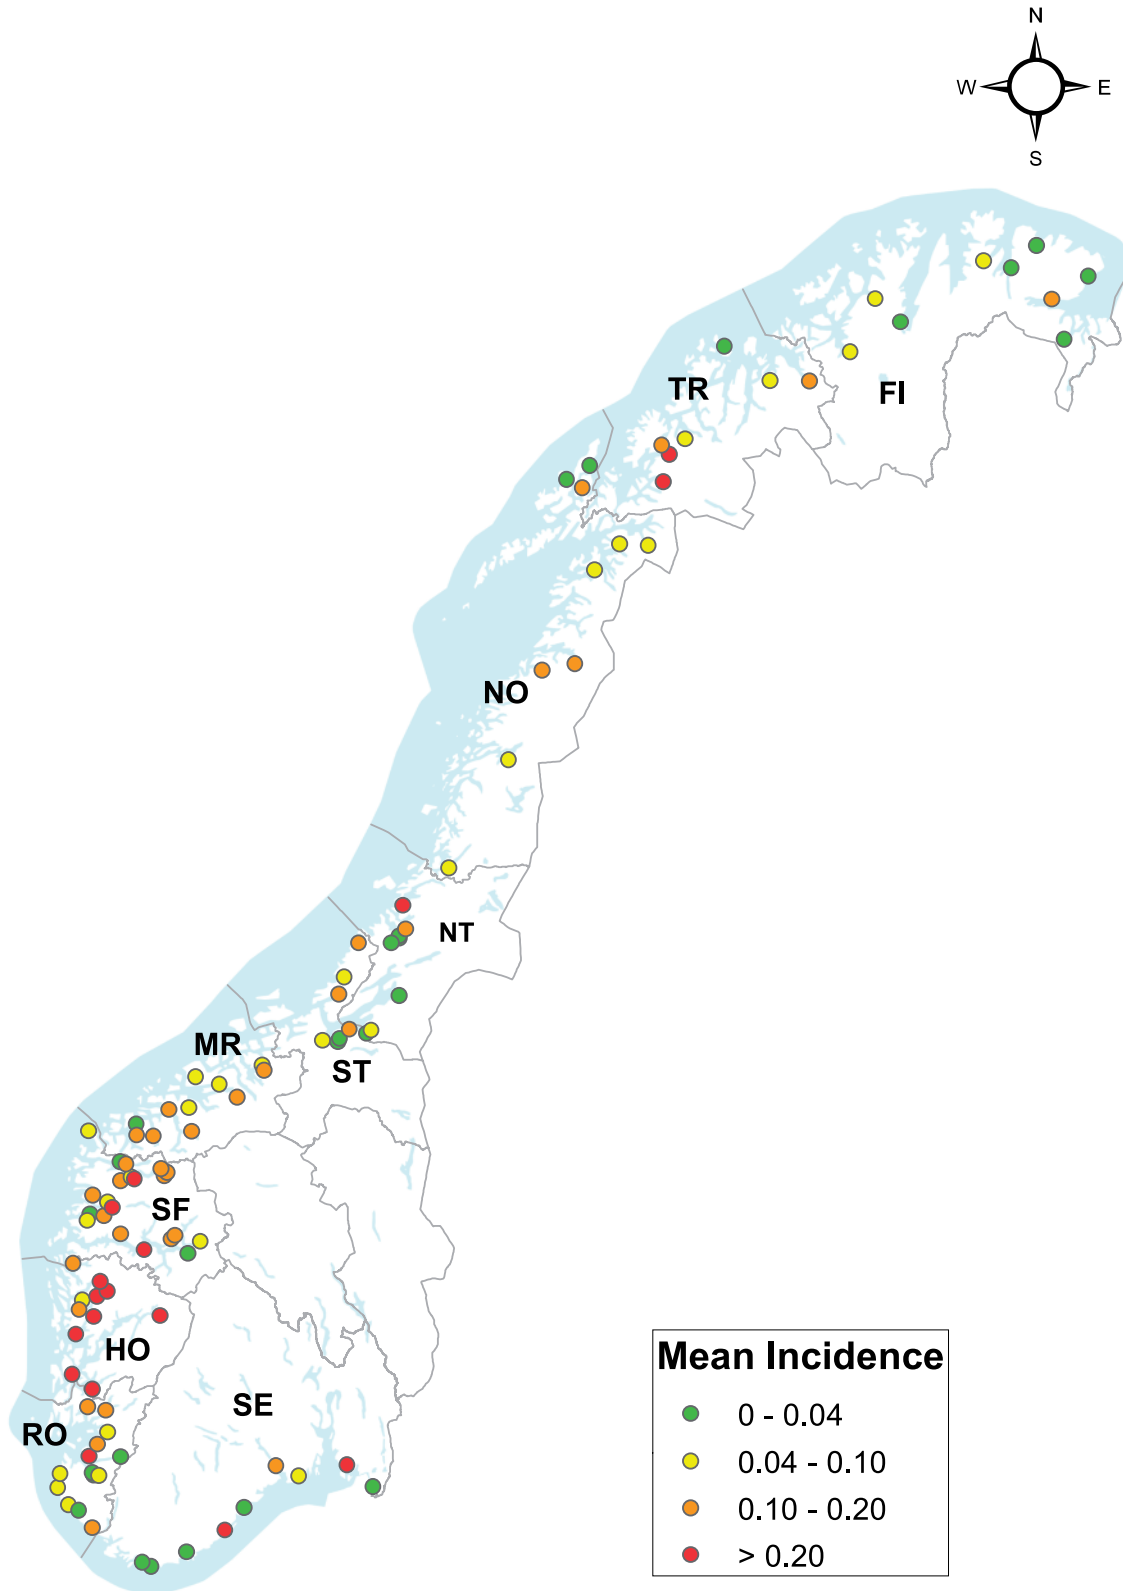 N
W E
S
TR
FI
NO
NT
MR
ST
SF
HO
SE
RO
Mean Incidence
0 - 0.04
0.04 - 0.10
0.10 - 0.20
> 0.20